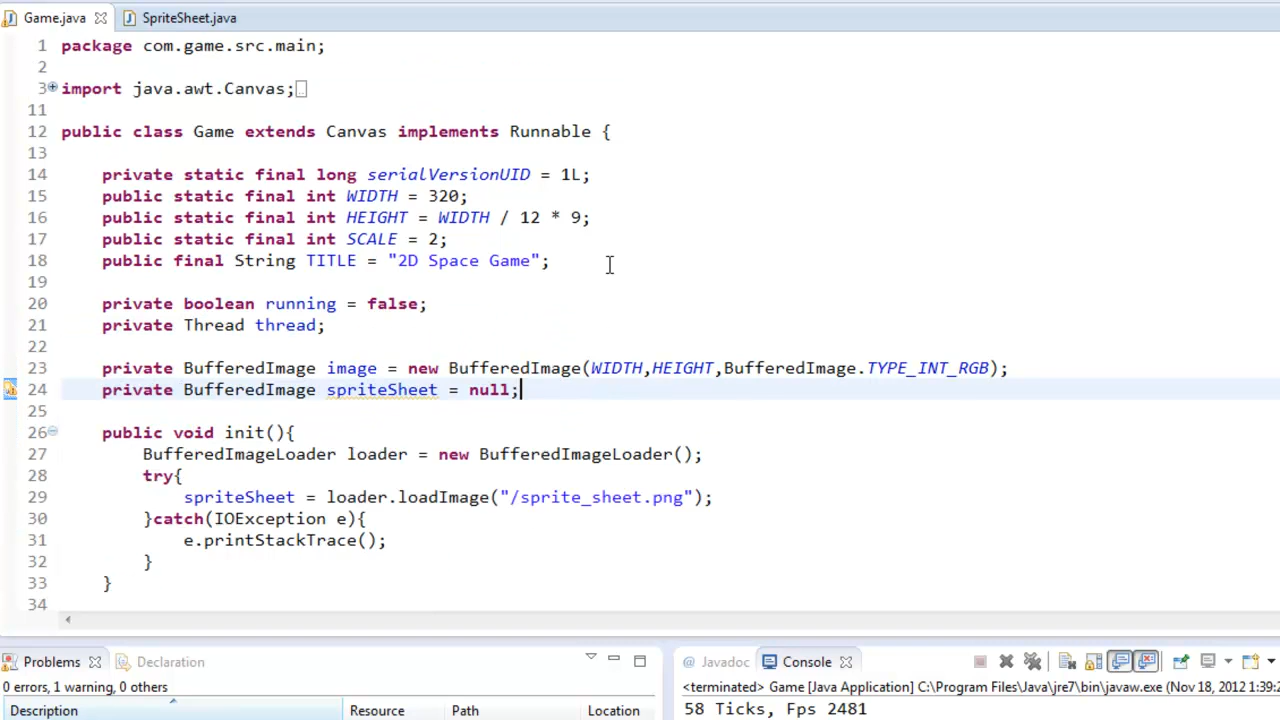 Game.java SpriteSheet.java
1 package com.game.src.main;
2
3 import java.awt.Canvas;
11
12 public class Game extends Canvas implements Runnable {
13
14 private static final long serialVersionUID = 1L;
15 public static final int WIDTH = 320;
16 public static final int HEIGHT = WIDTH / 12 * 9;
17 public static final int SCALE = 2;
18 public final String TITLE = "2D Space Game";
19
20 private boolean running = false;
21 private Thread thread;
22
23 private BufferedImage image = new BufferedImage(WIDTH,HEIGHT,BufferedImage.TYPE_INT_RGB);
24 private BufferedImage spriteSheet = null;
25
26 public void init(){
27 BufferedImageLoader loader = new BufferedImageLoader();
28 try{
29 spriteSheet = loader.loadImage("/sprite_sheet.png");
30 }catch(IOException e){
31 e.printStackTrace();
32 }
33 }
34
Problems Declaration
0 errors, 1 warning, 0 others
Description Resource Path Location
@ Javadoc Console
<terminated> Game [Java Application] C:\Program Files\Java\jre7\bin\javaw.exe (Nov 18, 2012 1:39:2
58 Ticks, Fps 2481